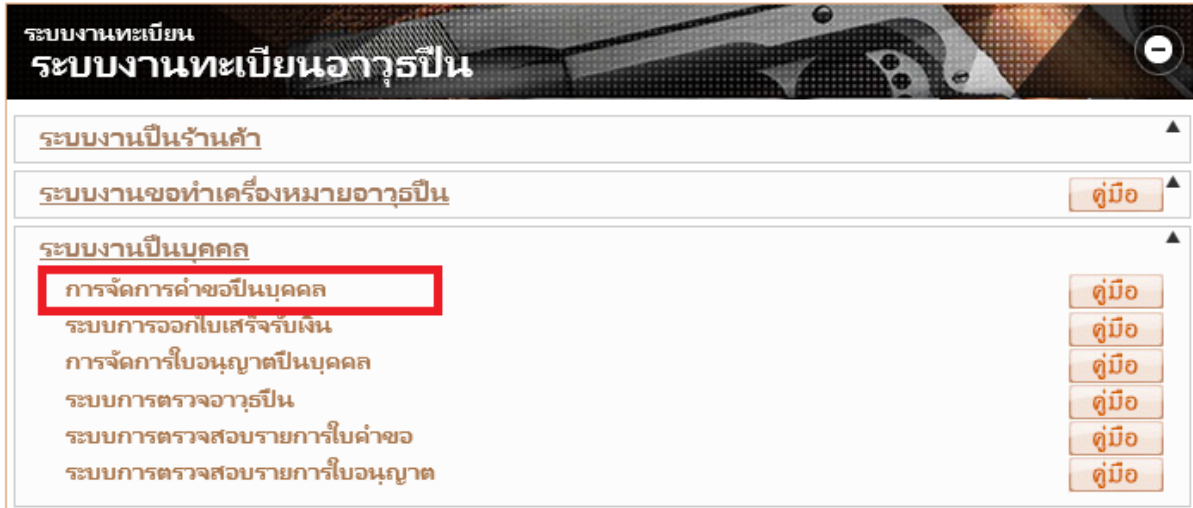 ระบบงานทะเบียน
ระบบงานทะเบียนอาวุธปืน
ระบบงานปืนร้านค้า
ระบบงานขอทำเครื่องหมายอาวุธปืน คู่มือ
ระบบงานปืนบุคคล
การจัดการคำขอปืนบุคคล คู่มือ
ระบบการออกใบเสร็จรับเงิน คู่มือ
การจัดการใบอนุญาตปืนบุคคล คู่มือ
ระบบการตรวจอาวุธปืน คู่มือ
ระบบการตรวจสอบรายการใบคำขอ คู่มือ
ระบบการตรวจสอบรายการใบอนุญาต คู่มือ